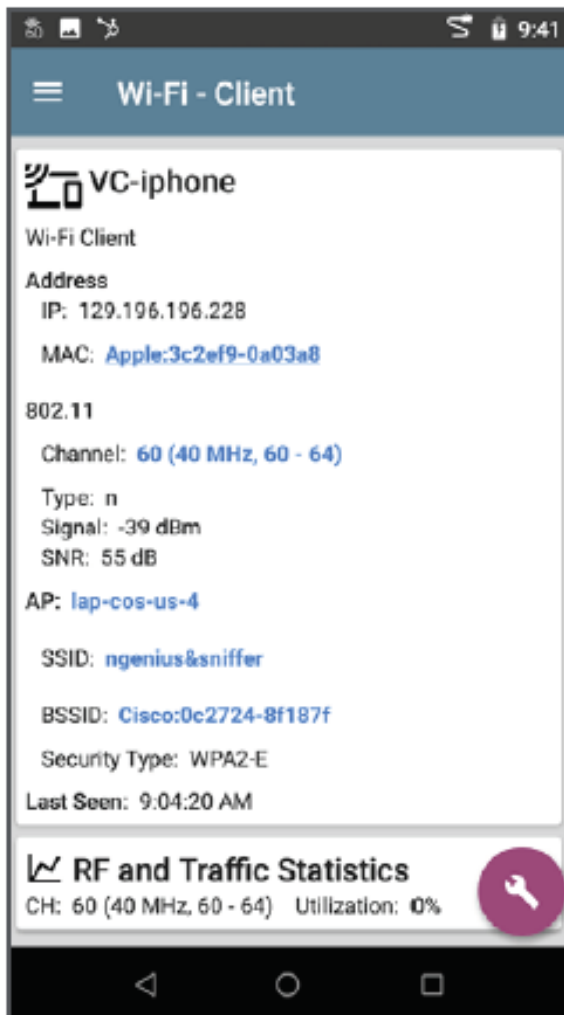 9:41
Wi-Fi - Client
VC-iphone
Wi-Fi Client
Address
IP: 129.196.196.228
MAC: Apple:3c2ef9-0a03a8
802.11
Channel: 60 (40 MHz, 60 - 64)
Type: n
Signal: -39 dBm
SNR: 55 dB
AP: lap-cos-us-4
SSID: ngenius&sniffer
BSSID: Cisco:0c2724-8f187f
Security Type: WPA2-E
Last Seen: 9:04:20 AM
RF and Traffic Statistics
CH: 60 (40 MHz, 60 - 64) Utilization: 0%